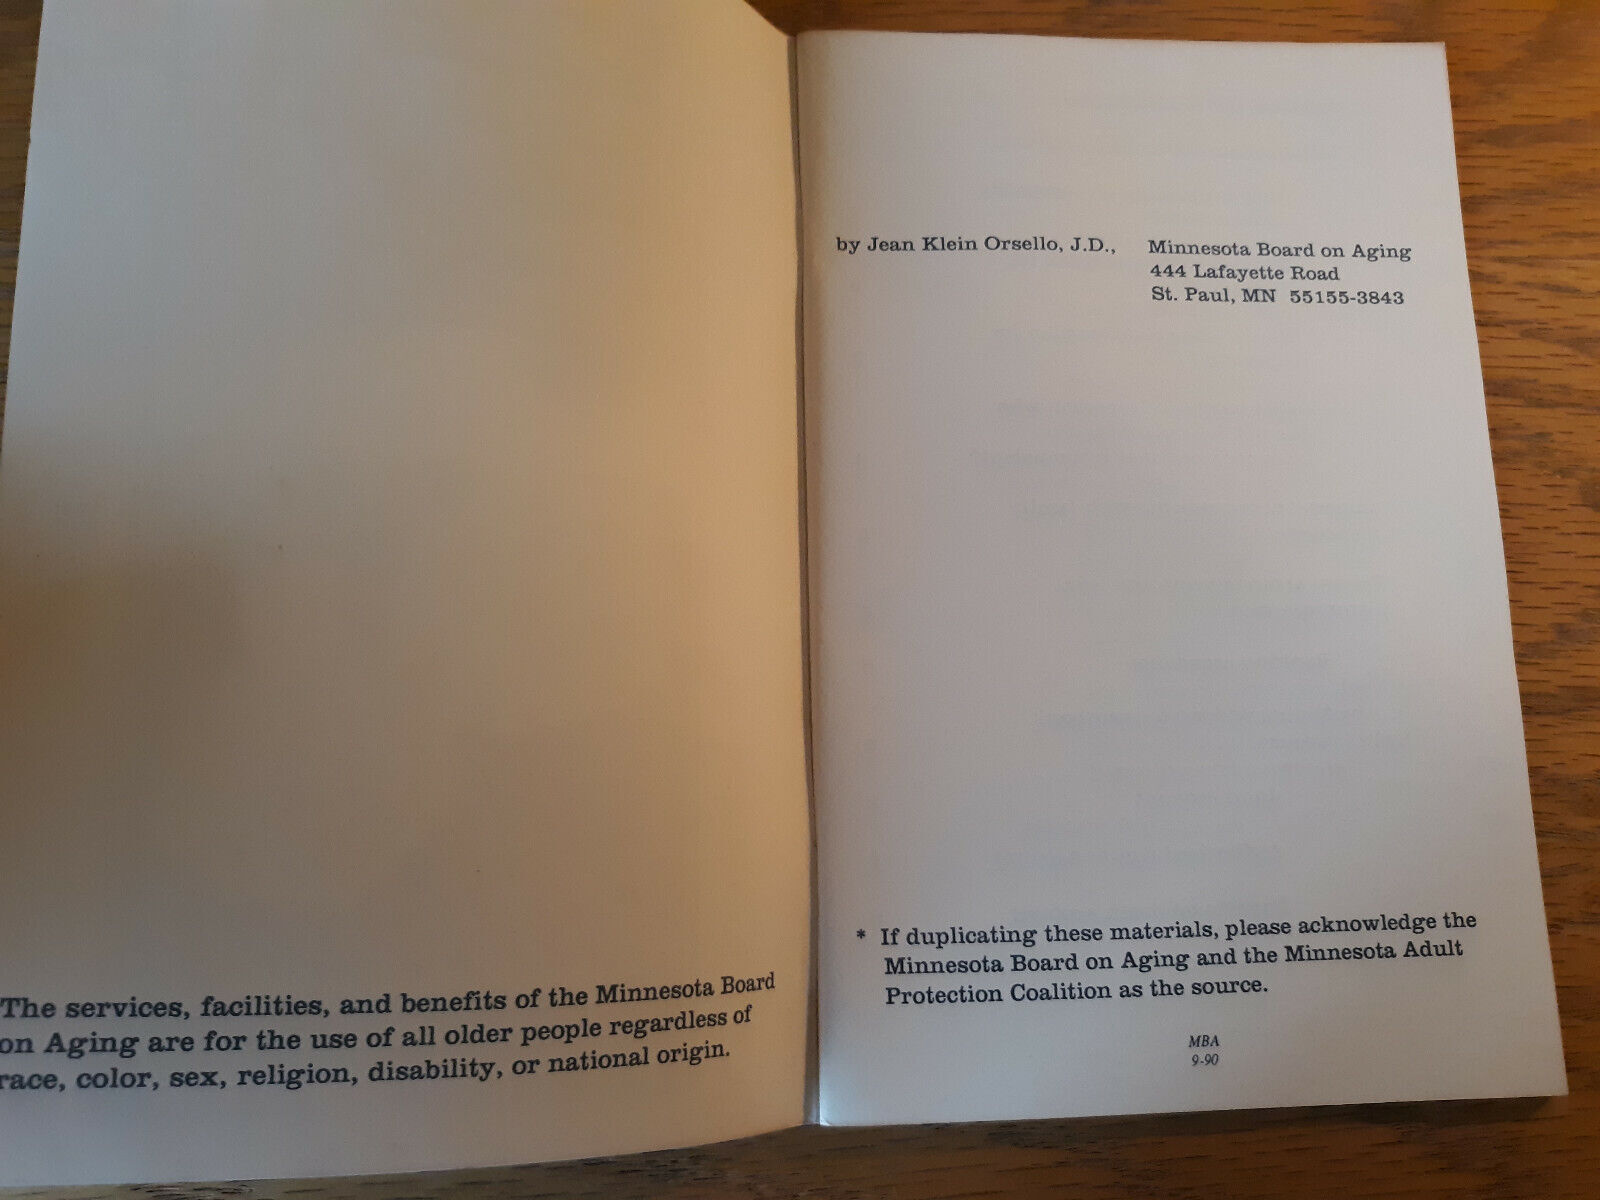 The services, facilities, and benefits of the Minnesota Board
on Aging are for the use of all older people regardless of
race, color, sex, religion, disability, or national origin.
by Jean Klein Orsello, J.D., Minnesota Board on Aging
444 Lafayette Road
St. Paul, MN 55155-3843
* If duplicating these materials, please acknowledge the
Minnesota Board on Aging and the Minnesota Adult
Protection Coalition as the source.
MBA
9-90